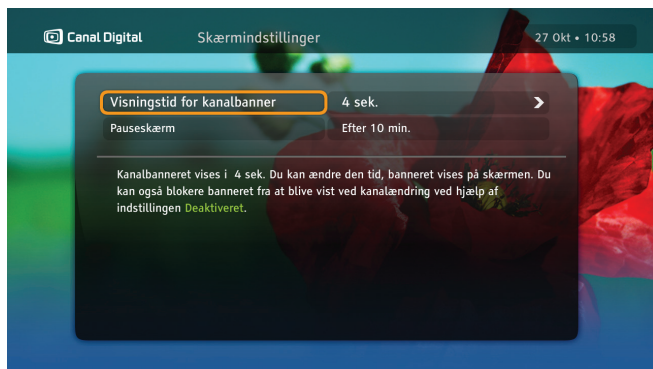 Canal Digital Skærmindstillinger 27 Okt • 10:58
Visningstid for kanalbanner 4 sek.
Pauseskærm Efter 10 min.
Kanalbanneret vises i 4 sek. Du kan ændre den tid, banneret vises på skærmen. Du
kan også blokere banneret fra at blive vist ved kanalændring ved hjælp af
indstillingen Deaktiveret.